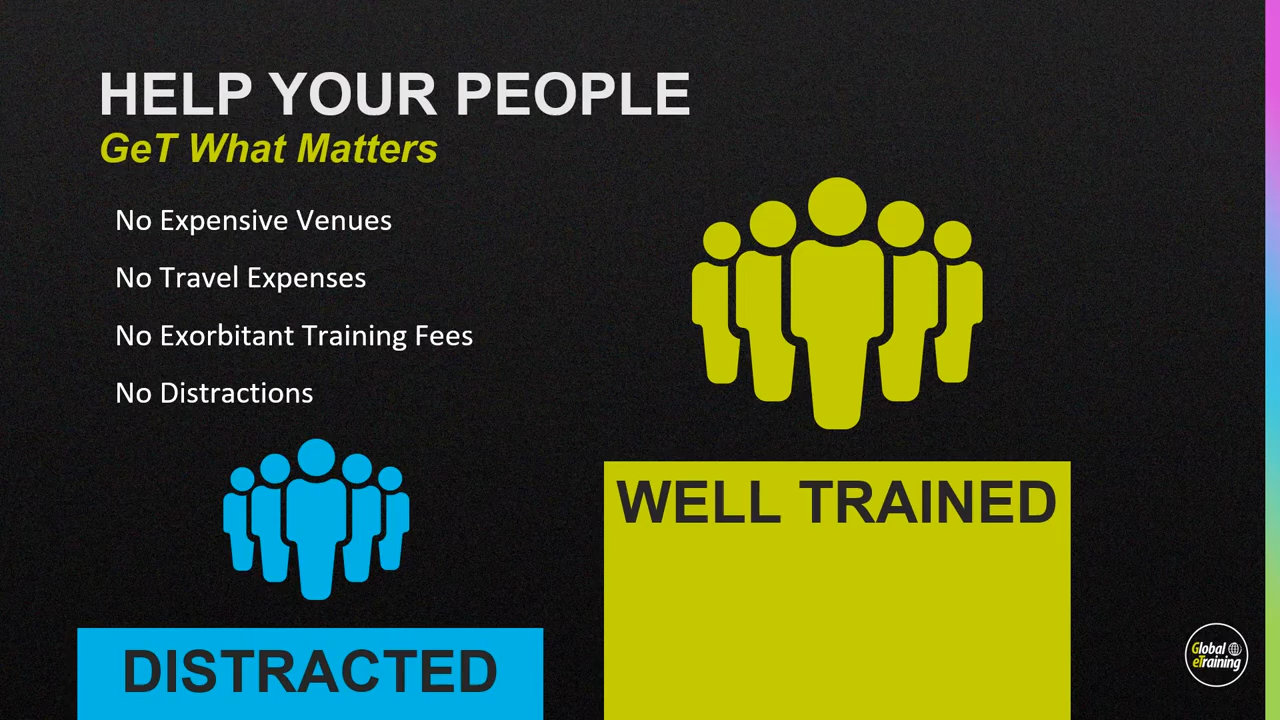 HELP YOUR PEOPLE
GeT What Matters
No Expensive Venues
No Travel Expenses
No Exorbitant Training Fees
No Distractions
WELL TRAINED
DISTRACTED
Global
eTraining